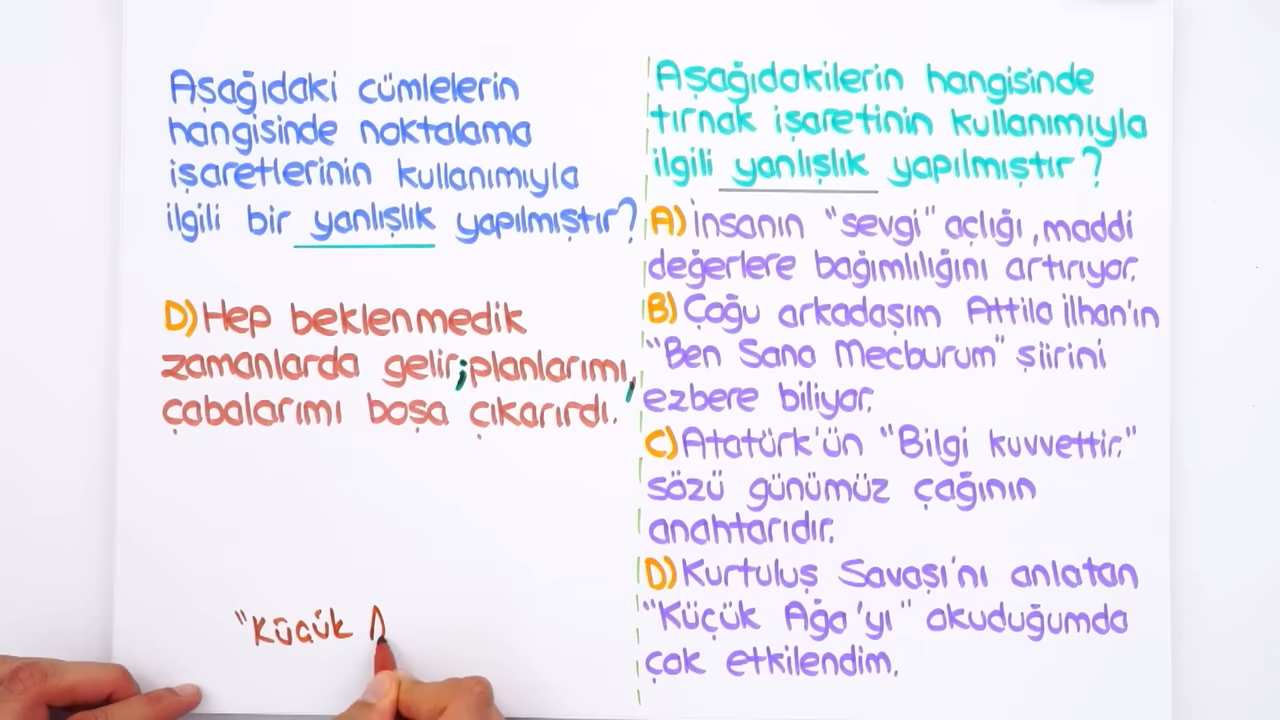 Aşağıdaki cümlelerin
hangisinde noktalama
işaretlerinin kullanımıyla
ilgili bir yanlışlık yapılmıştır?
D) Hep beklenmedik
zamanlarda gelir;planlarımı,
çabalarımı boşa çıkarırdı.
"Küçük A
Aşağıdakilerin hangisinde
tırnak işaretinin kullanımıyla
ilgili yanlışlık yapılmıştır?
A) İnsanın "sevgi" açlığı, maddi
değerlere bağımlılığını artırıyor.
B) Çoğu arkadaşım Attila İlhan'ın
"Ben Sana Mecburum" şiirini
ezbere biliyor.
C) Atatürk'ün "Bilgi kuvvettir."
sözü günümüz çağının
anahtarıdır.
D) Kurtuluş Savaşı'nı anlatan
"Küçük Ağa'yı" okuduğumda
çok etkilendim.